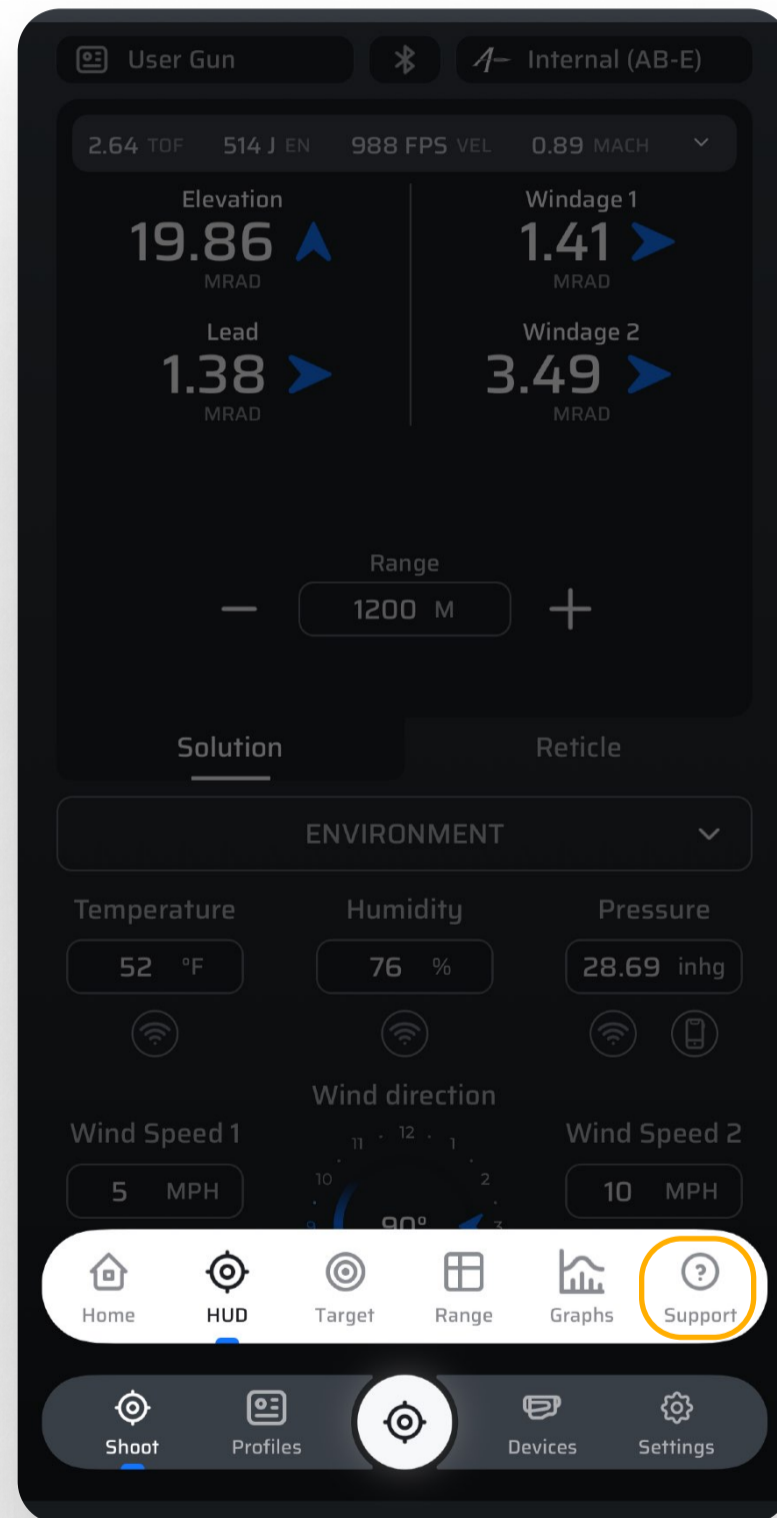 User Gun Internal (AB-E)
2.64 TOF 514 J EN 988 FPS VEL 0.89 MACH
Elevation Windage 1
19.86 1.41
MRAD MRAD
Lead Windage 2
1.38 3.49
MRAD MRAD
Range
1200 M
Solution Reticle
ENVIRONMENT
Temperature Humidity Pressure
52 °F 76 % 28.69 inhg
Wind direction
Wind Speed 1 Wind Speed 2
11 12 1
10 2
5 MPH 10 MPH
9 90° 3
Home HUD Target Range Graphs Support
Shoot Profiles Devices Settings